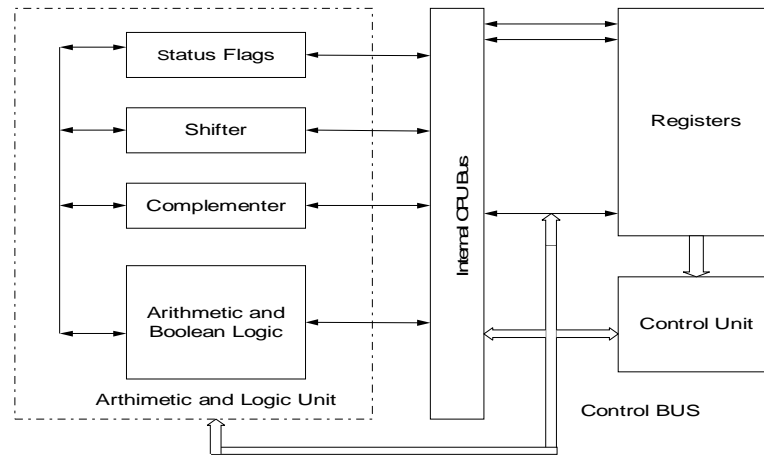 Status Flags
Shifter
Complementer
Arithmetic and
Boolean Logic
Arthimetic and Logic Unit
Internal CPU Bus
Registers
Control Unit
Control BUS